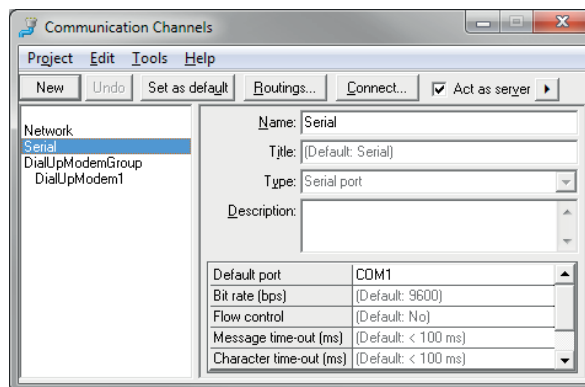 Communication Channels
Project Edit Tools Help
New Undo Set as default Routings... Connect... Act as server
Network
Serial
DialUpModemGroup
DialUpModem1
Name: Serial
Title: (Default: Serial)
Type: Serial port
Description:
Default port COM1
Bit rate (bps) (Default: 9600)
Flow control (Default: No)
Message time-out (ms) (Default: < 100 ms)
Character time-out (ms) (Default: < 100 ms)